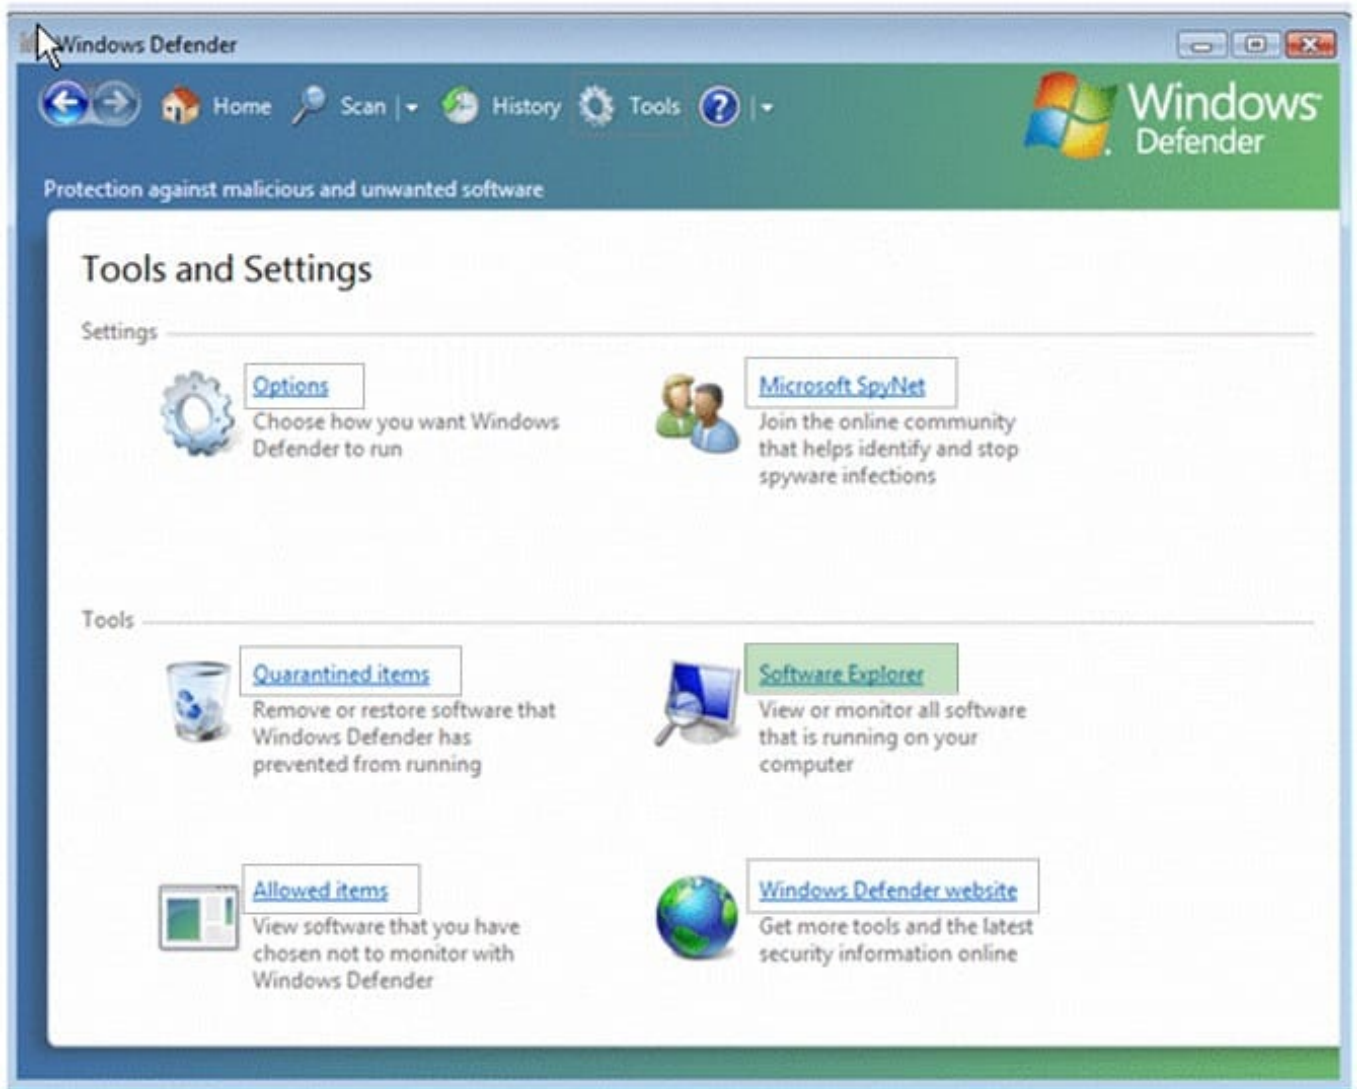 Windows Defender
Home Scan History Tools ?
Windows
Defender
Protection against malicious and unwanted software
Tools and Settings
Settings
Options
Choose how you want Windows
Defender to run
Microsoft SpyNet
Join the online community
that helps identify and stop
spyware infections
Tools
Quarantined items
Remove or restore software that
Windows Defender has
prevented from running
Software Explorer
View or monitor all software
that is running on your
computer
Allowed items
View software that you have
chosen not to monitor with
Windows Defender
Windows Defender website
Get more tools and the latest
security information online